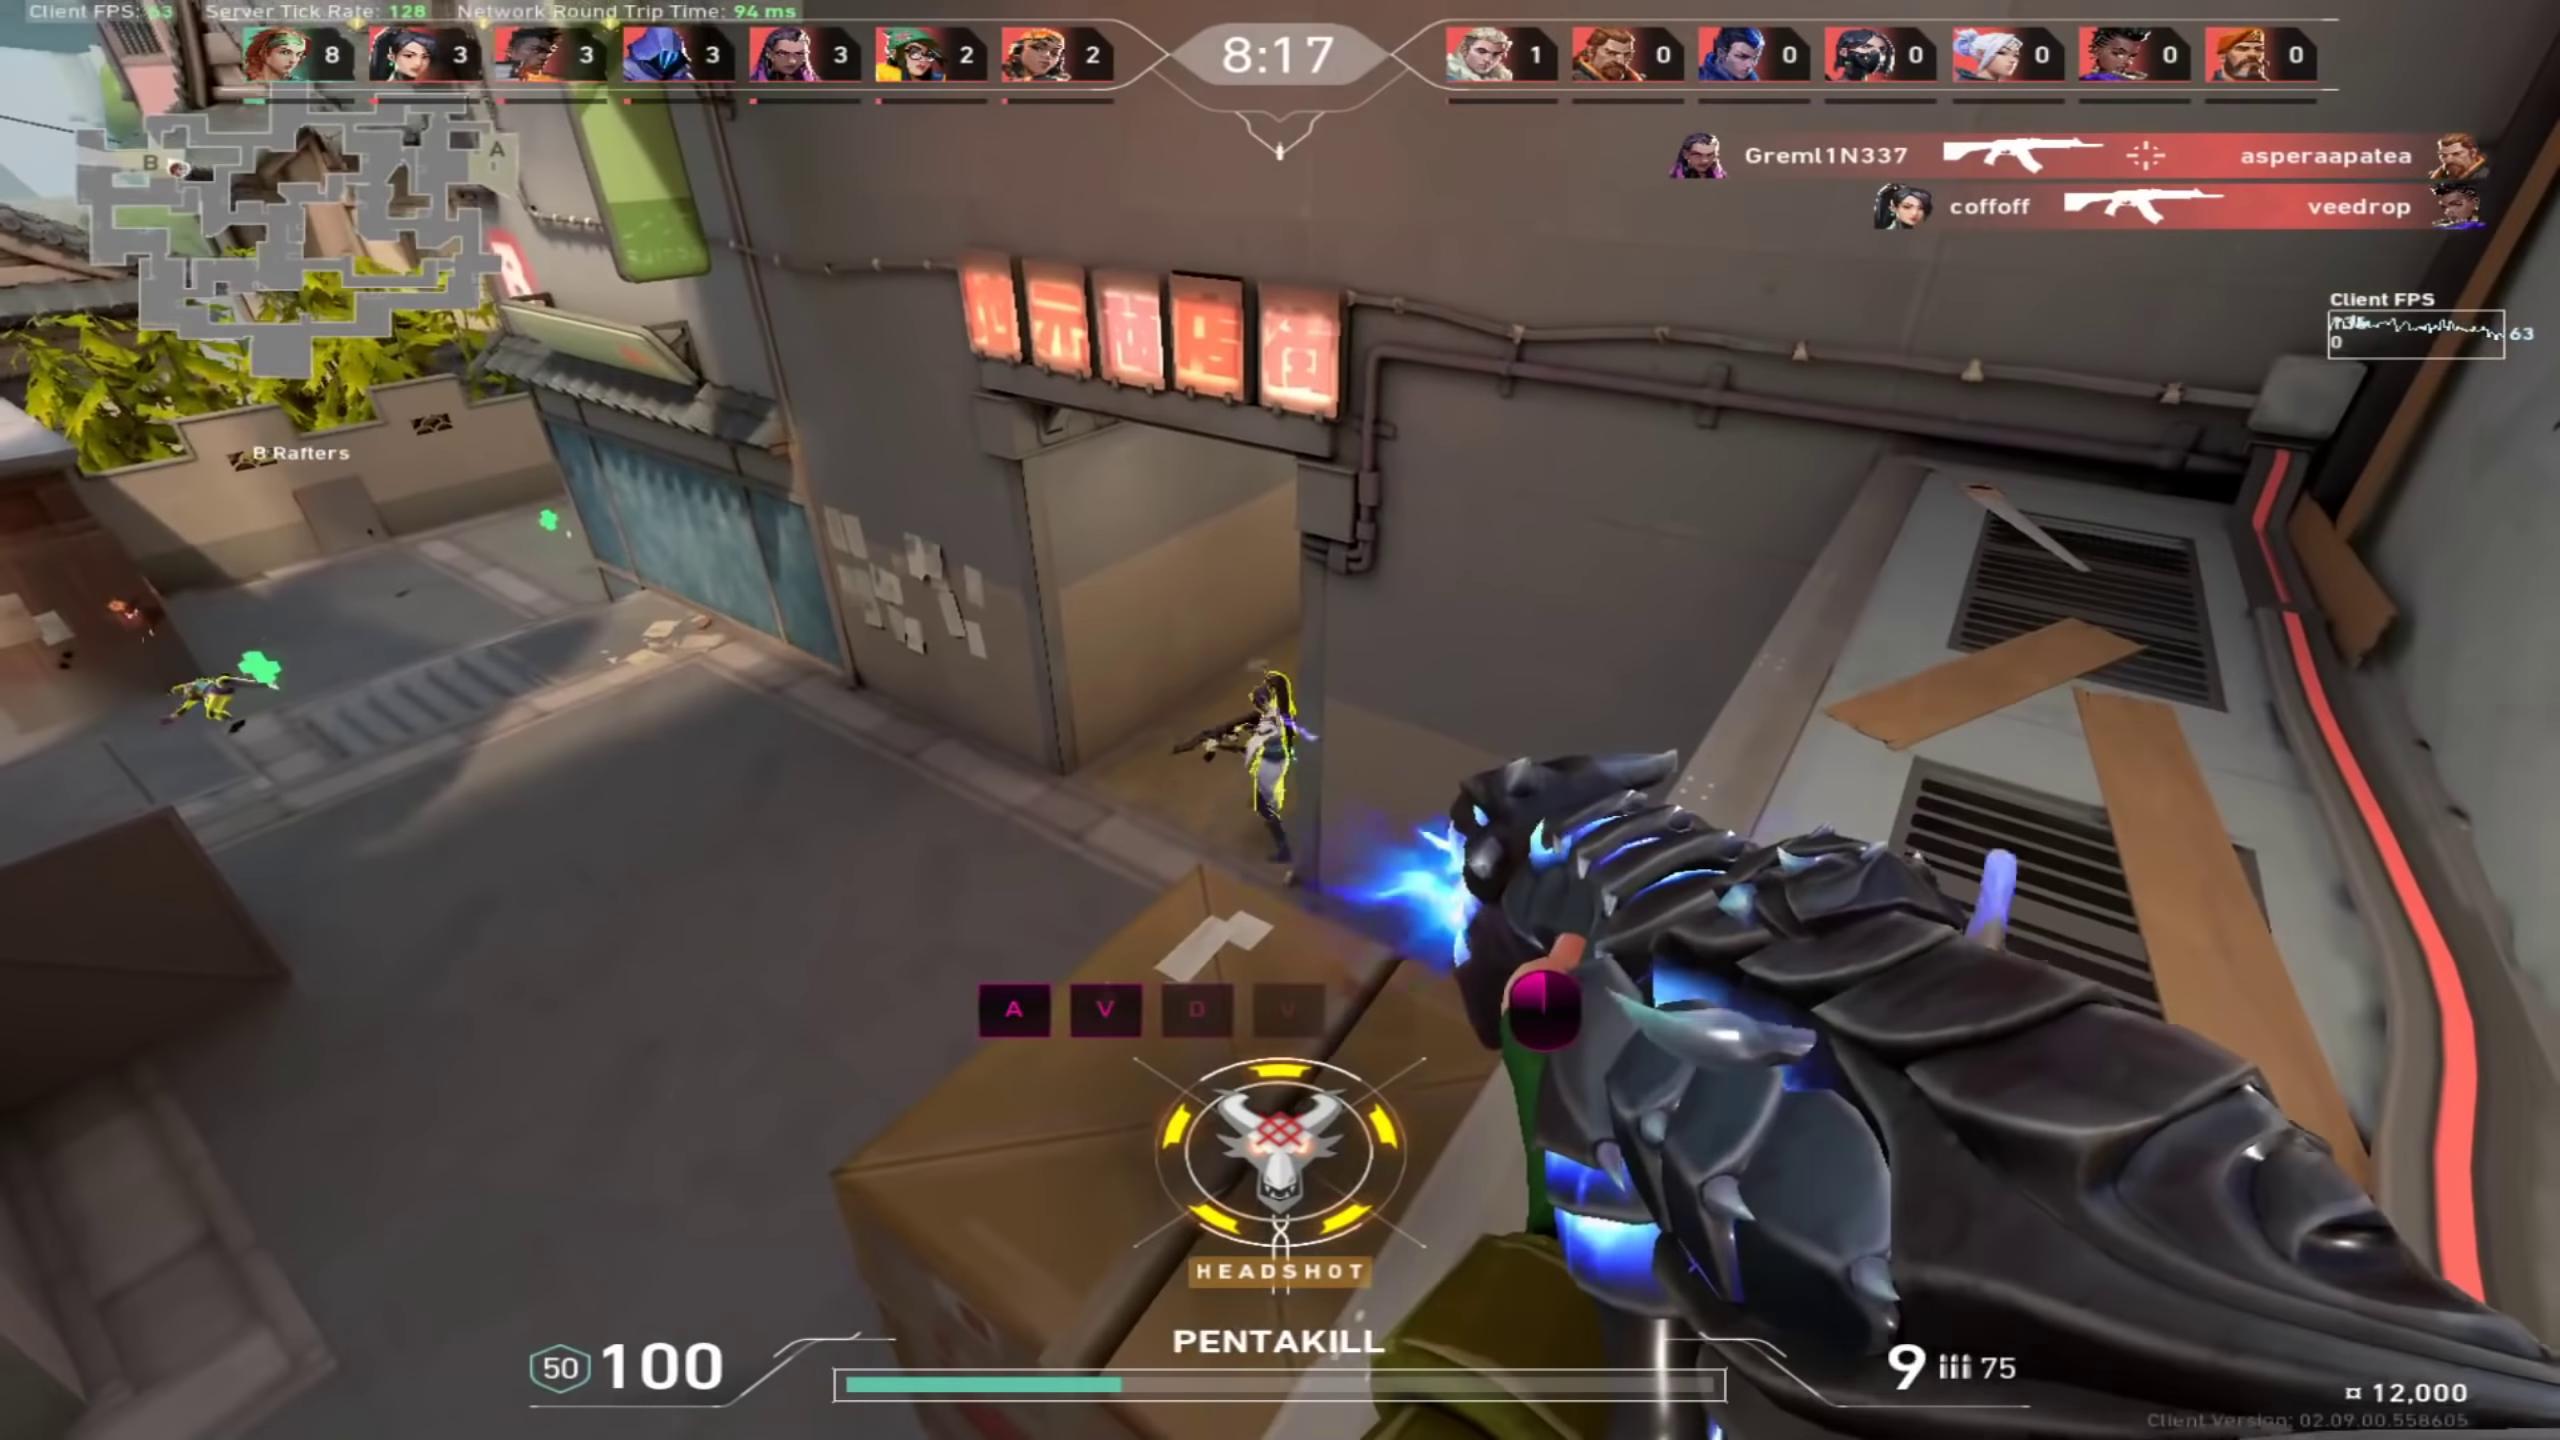 Client FPS: 63 Server Tick Rate: 128 Network Round Trip Time: 94 ms
8 3 3 3 3 2 2 8:17 1 0 0 0 0 0 0
B A
Greml1N337 asperaapatea
coffoff veedrop
Client FPS
63
0
B Rafters
A V D
HEADSHOT
PENTAKILL
50 100
9 75
12,000
Client Version: 02.09.00.558605